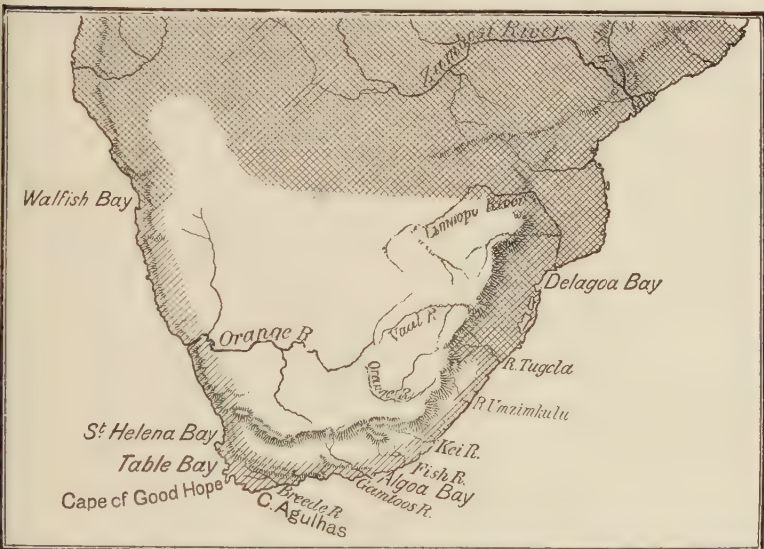 Zambesi River
Walfish Bay
Limpopo River
Delagoa Bay
Orange R
Vaal R
Orange R.
R. Tugela
R Umzimkulu
St Helena Bay
Kei R.
Table Bay
Fish R.
Algoa Bay
Cape of Good Hope
Gamtoos R.
Breede R
C. Agulhas